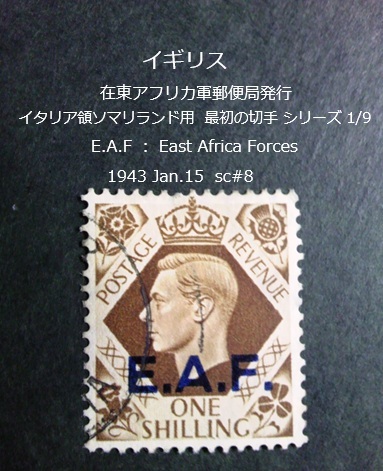 イギリス
在東アフリカ軍郵便局発行
イタリア領ソマリランド用 最初の切手 シリーズ 1/9
E.A.F : East Africa Forces
1943 Jan.15 sc#8
POSTAGE REVENUE
E.A.F.
ONE
SHILLING